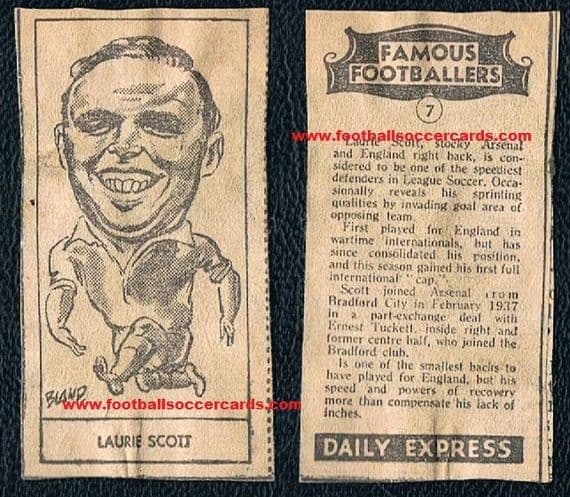 BLAND
www.footballsoccercards.com
LAURIE SCOTT
FAMOUS
FOOTBALLERS
7
www.footballsoccercards.com
Laurie Scott, stocky Arsenal
and England right back, is con-
sidered to be one of the speediest
defenders in League Soccer. Occa-
sionally reveals his sprinting
qualities by invading goal area of
opposing team.
First played for England in
wartime internationals, but has
since consolidated his position,
and this season gained his first full
international "cap."
Scott joined Arsenal from
Bradford City in February 1937
in a part-exchange deal with
Ernest Tuckett, inside right and
former centre half, who joined the
Bradford club.
Is one of the smallest backs to
have played for England, but his
speed and powers of recovery
more than compensate his lack of
inches.
DAILY EXPRESS